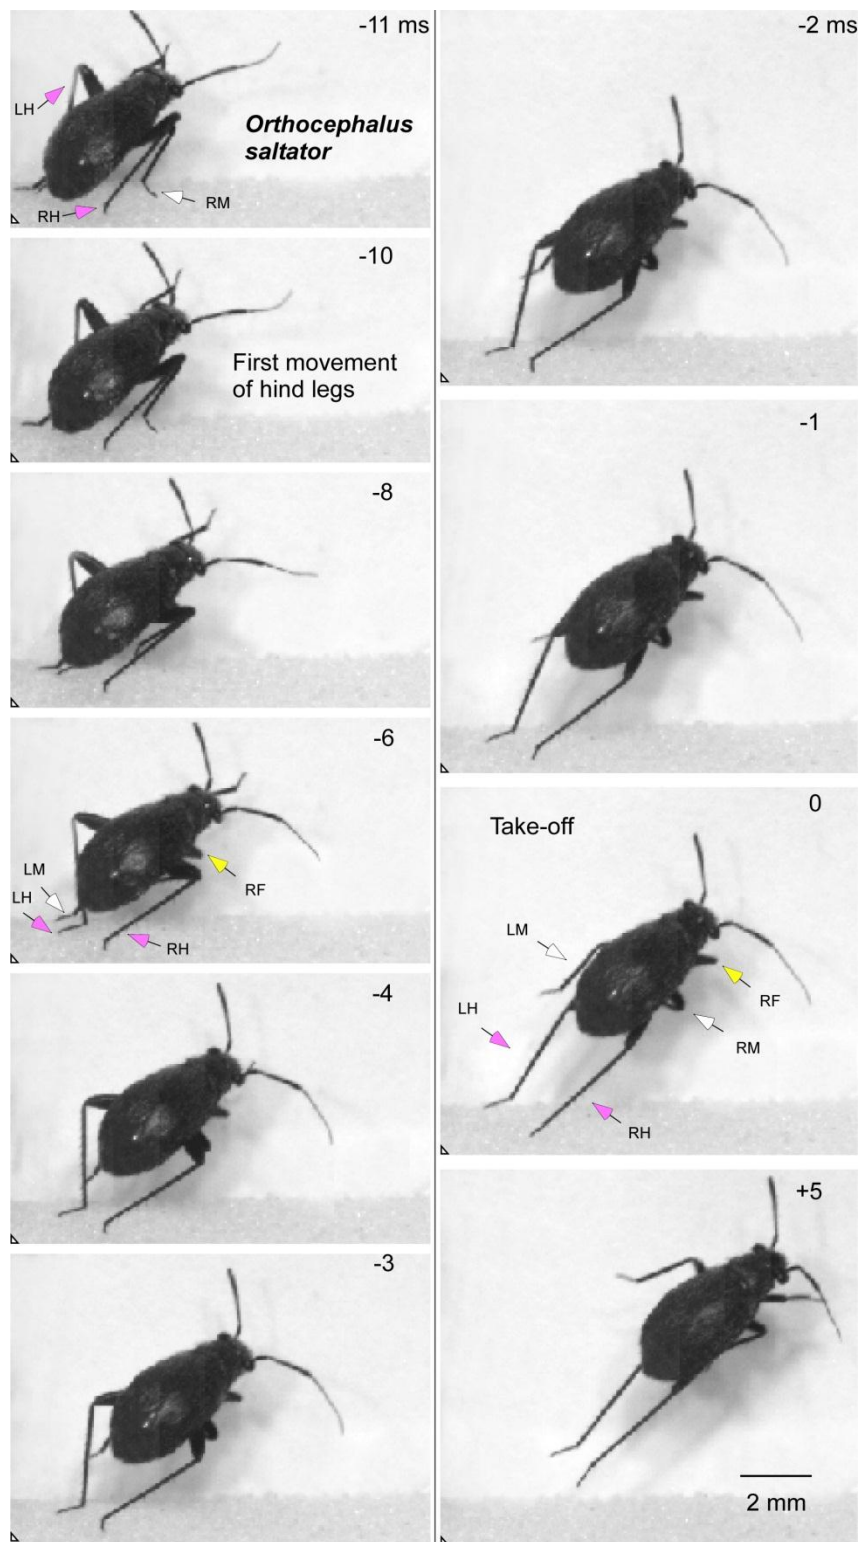 -11 ms
LH
Orthocephalus
saltator
RH
RM
-10
First movement
of hind legs
-8
-6
LM
LH
RF
RH
-4
-3
-2 ms
-1
0
Take-off
LM
LH
RF
RM
RH
+5
2 mm